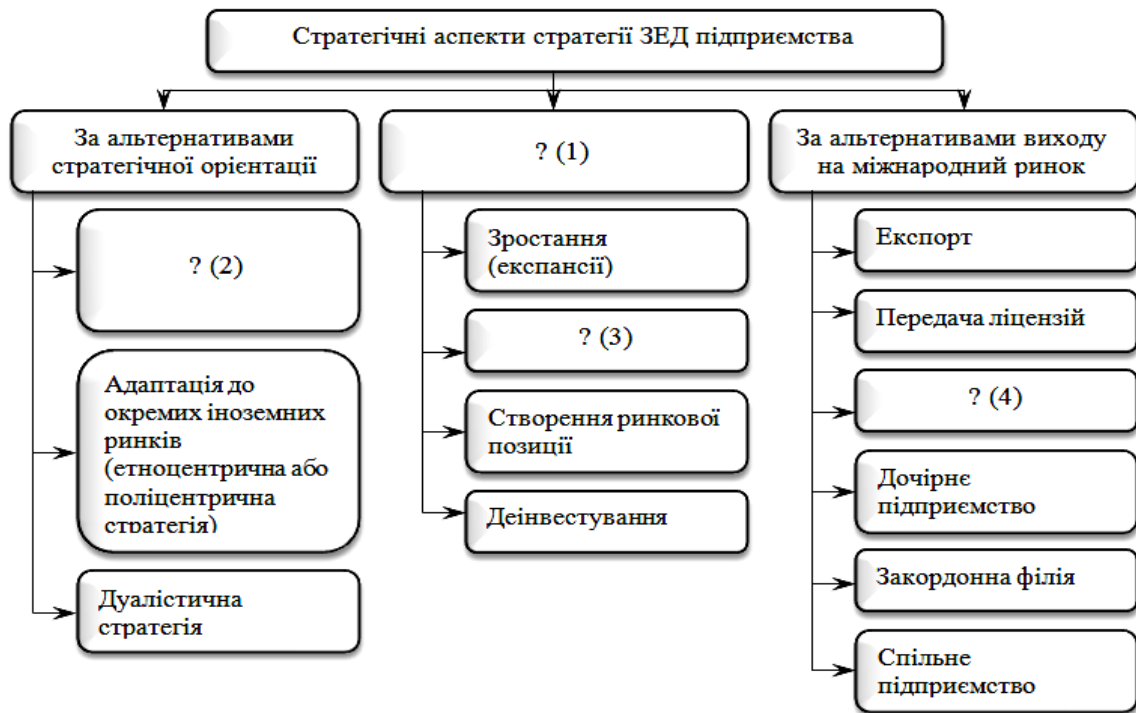 Стратегічні аспекти стратегії ЗЕД підприємства
За альтернативами
стратегічної орієнтації
? (2)
Адаптація до
окремих іноземних
ринків
(етноцентрична або
поліцентрична
стратегія)
Дуалістична
стратегія
? (1)
Зростання
(експансії)
? (3)
Створення ринкової
позиції
Деінвестування
За альтернативами виходу
на міжнародний ринок
Експорт
Передача ліцензій
? (4)
Дочірнє
підприємство
Закордонна філія
Спільне
підприємство